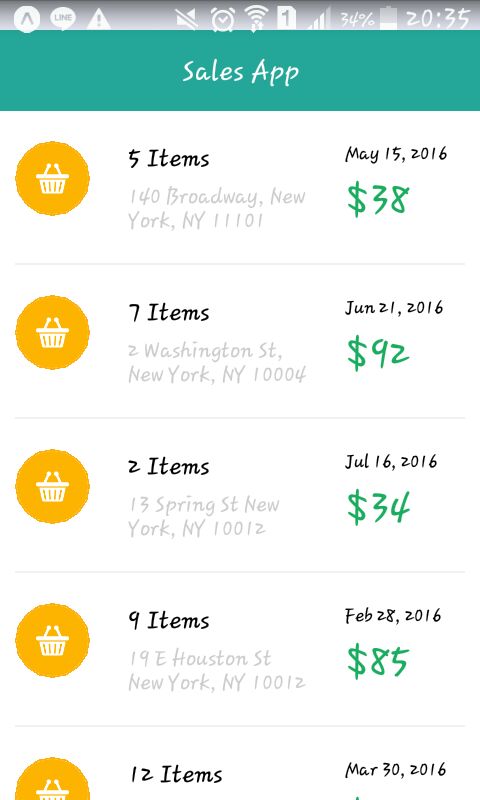 LINE 1 34% 20:35
Sales App
5 Items
May 15, 2016
140 Broadway, New
York, NY 11101
$38
7 Items
Jun 21, 2016
2 Washington St,
New York, NY 10004
$92
2 Items
Jul 16, 2016
13 Spring St New
York, NY 10012
$34
9 Items
Feb 28, 2016
19 E Houston St
New York, NY 10012
$85
12 Items
Mar 30, 2016